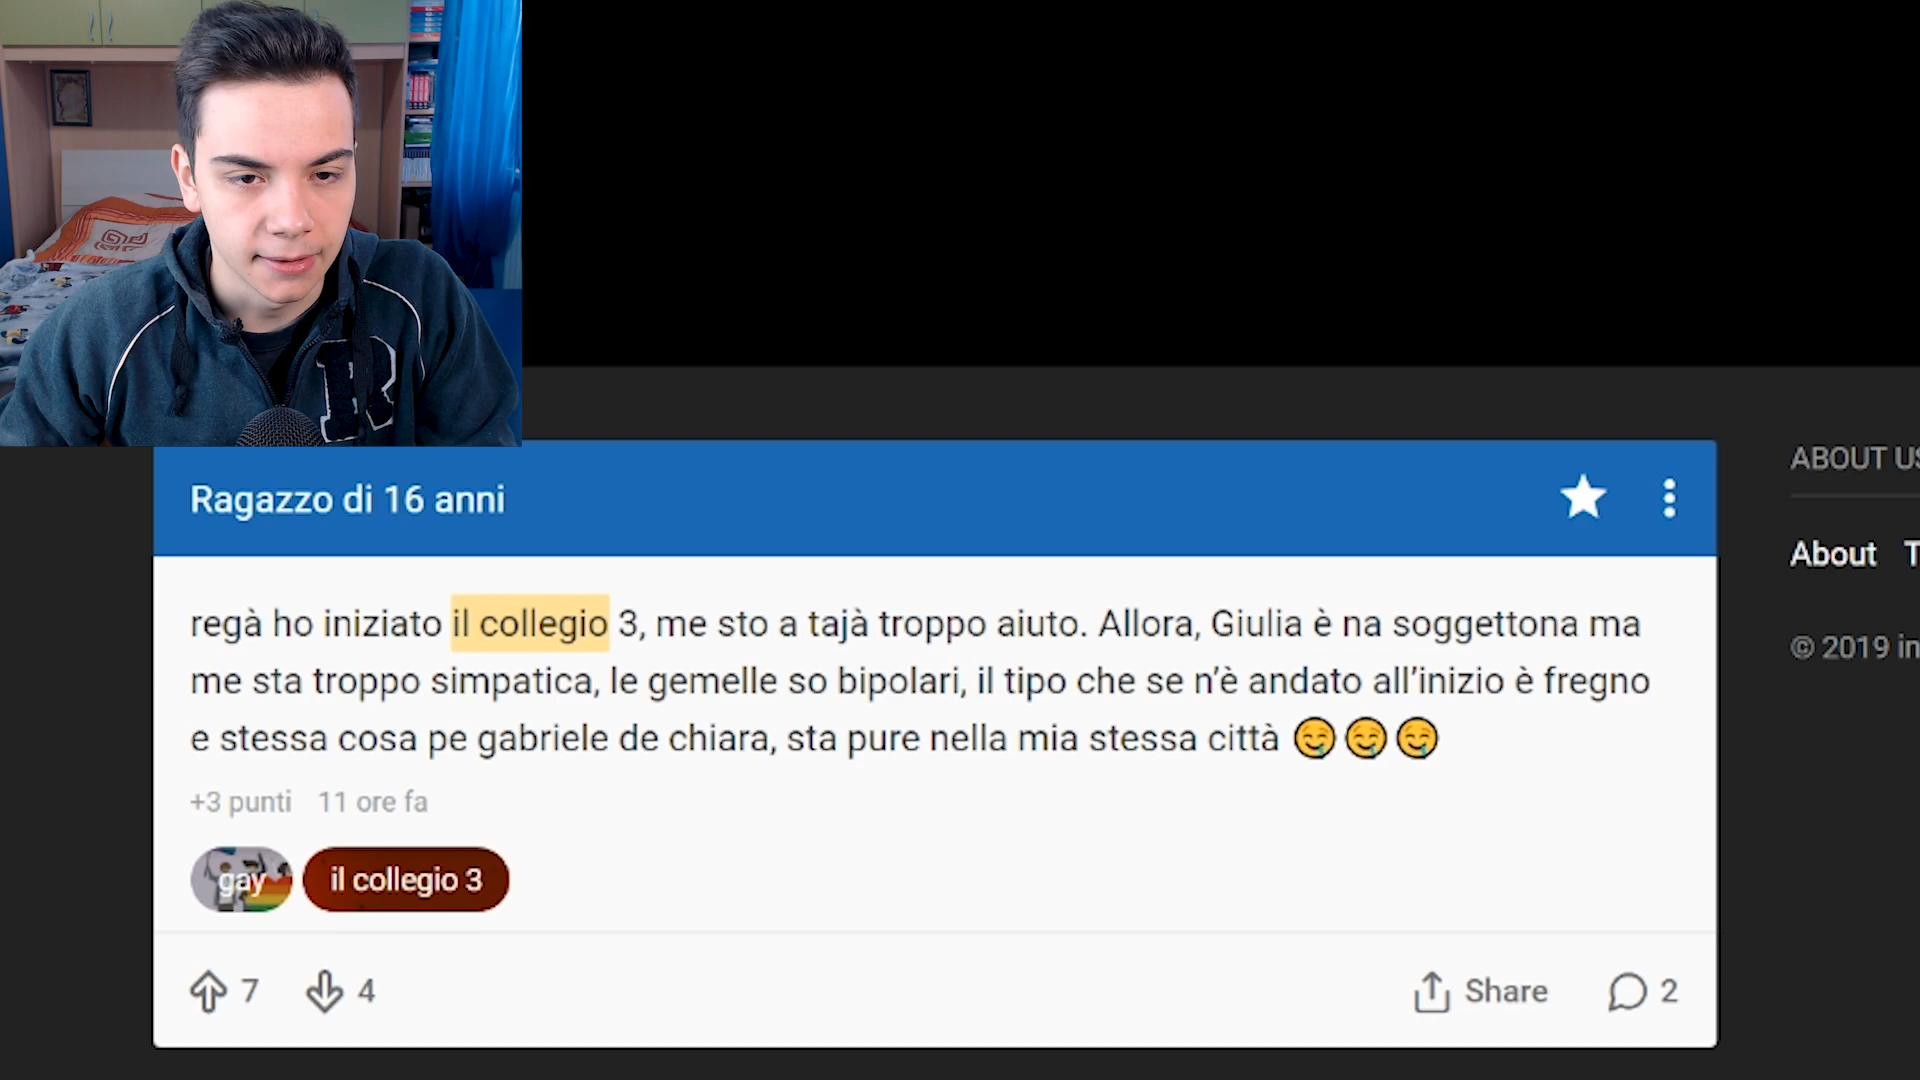 R
Ragazzo di 16 anni
regà ho iniziato il collegio 3, me sto a tajà troppo aiuto. Allora, Giulia è na soggettona ma
me sta troppo simpatica, le gemelle so bipolari, il tipo che se n'è andato all'inizio è fregno
e stessa cosa pe gabriele de chiara, sta pure nella mia stessa città 🤤🤤🤤
+3 punti 11 ore fa
gay il collegio 3
7 4 Share 2
ABOUT US
About
© 2019